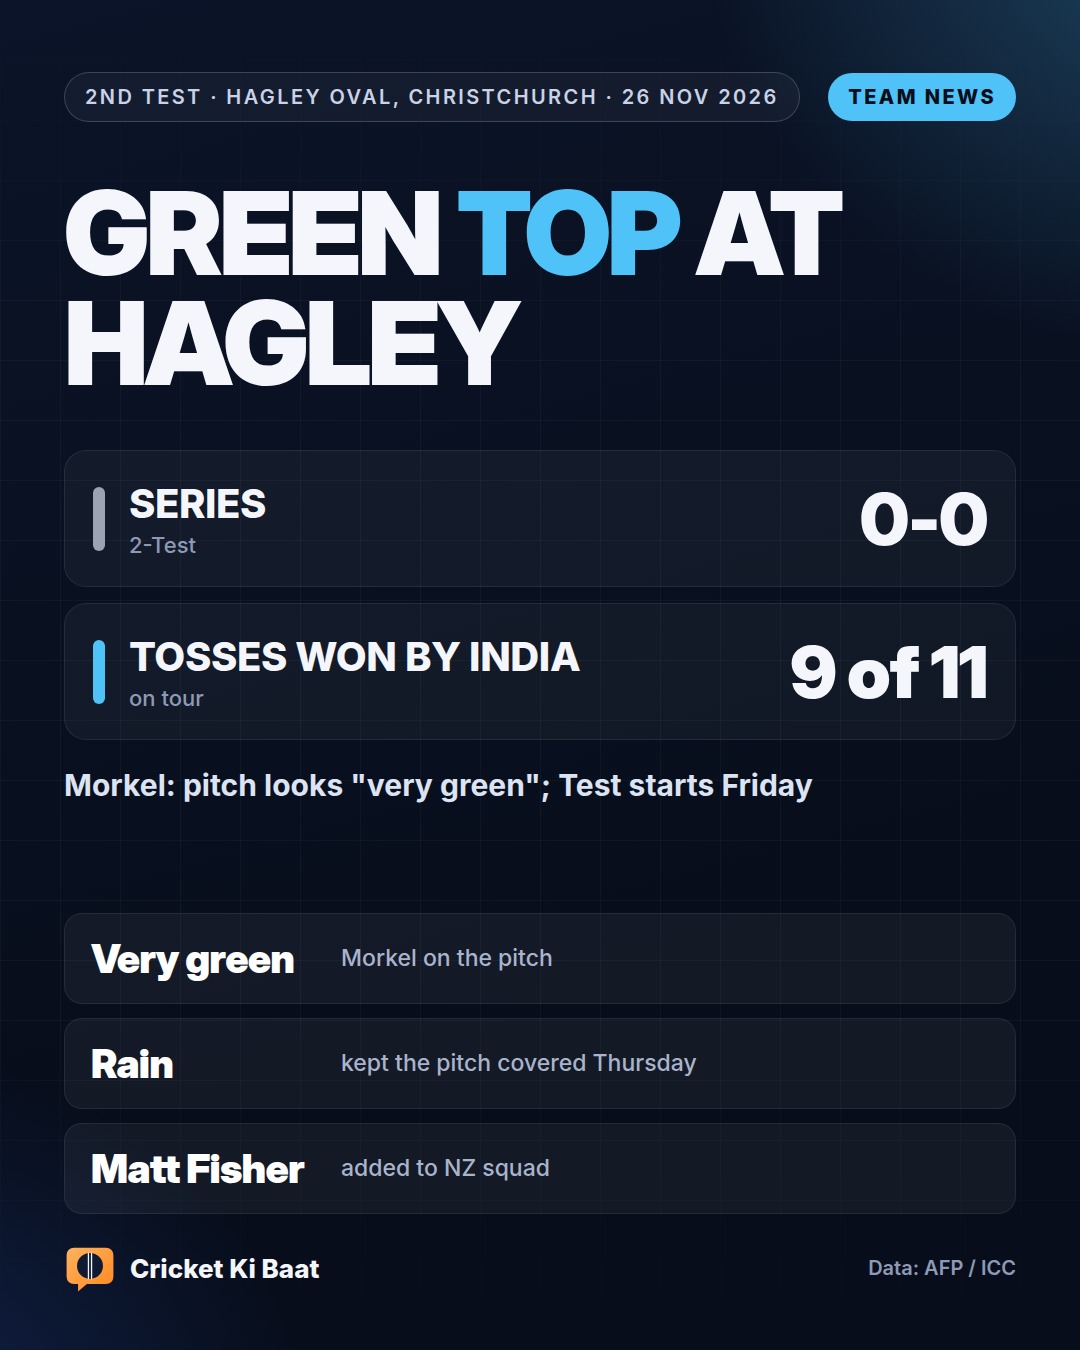 2ND TEST · HAGLEY OVAL, CHRISTCHURCH · 26 NOV 2026
TEAM NEWS
GREEN TOP AT
HAGLEY
SERIES
2-Test
0-0
TOSSES WON BY INDIA
on tour
9 of 11
Morkel: pitch looks "very green"; Test starts Friday
Very green
Morkel on the pitch
Rain
kept the pitch covered Thursday
Matt Fisher
added to NZ squad
Cricket Ki Baat
Data: AFP / ICC